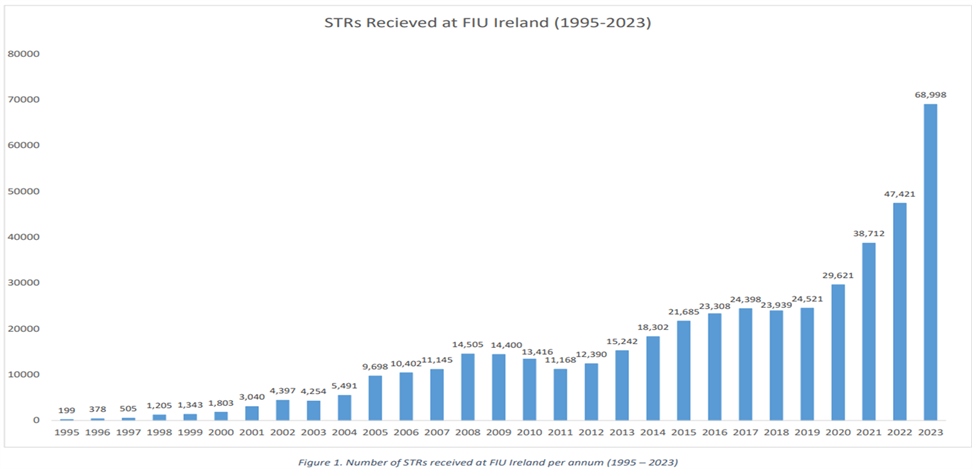 STRs Recieved at FIU Ireland (1995-2023)
80000
70000
60000
50000
40000
30000
20000
10000
0
199 378 505 1,205 1,343 1,803 3,040 4,397 4,254 5,491 9,698 10,402 11,145 14,505 14,400 13,416 11,168 12,390 15,242 18,302 21,685 23,308 24,398 23,939 24,521 29,621 38,712 47,421 68,998
1995 1996 1997 1998 1999 2000 2001 2002 2003 2004 2005 2006 2007 2008 2009 2010 2011 2012 2013 2014 2015 2016 2017 2018 2019 2020 2021 2022 2023
Figure 1. Number of STRs received at FIU Ireland per annum (1995 – 2023)